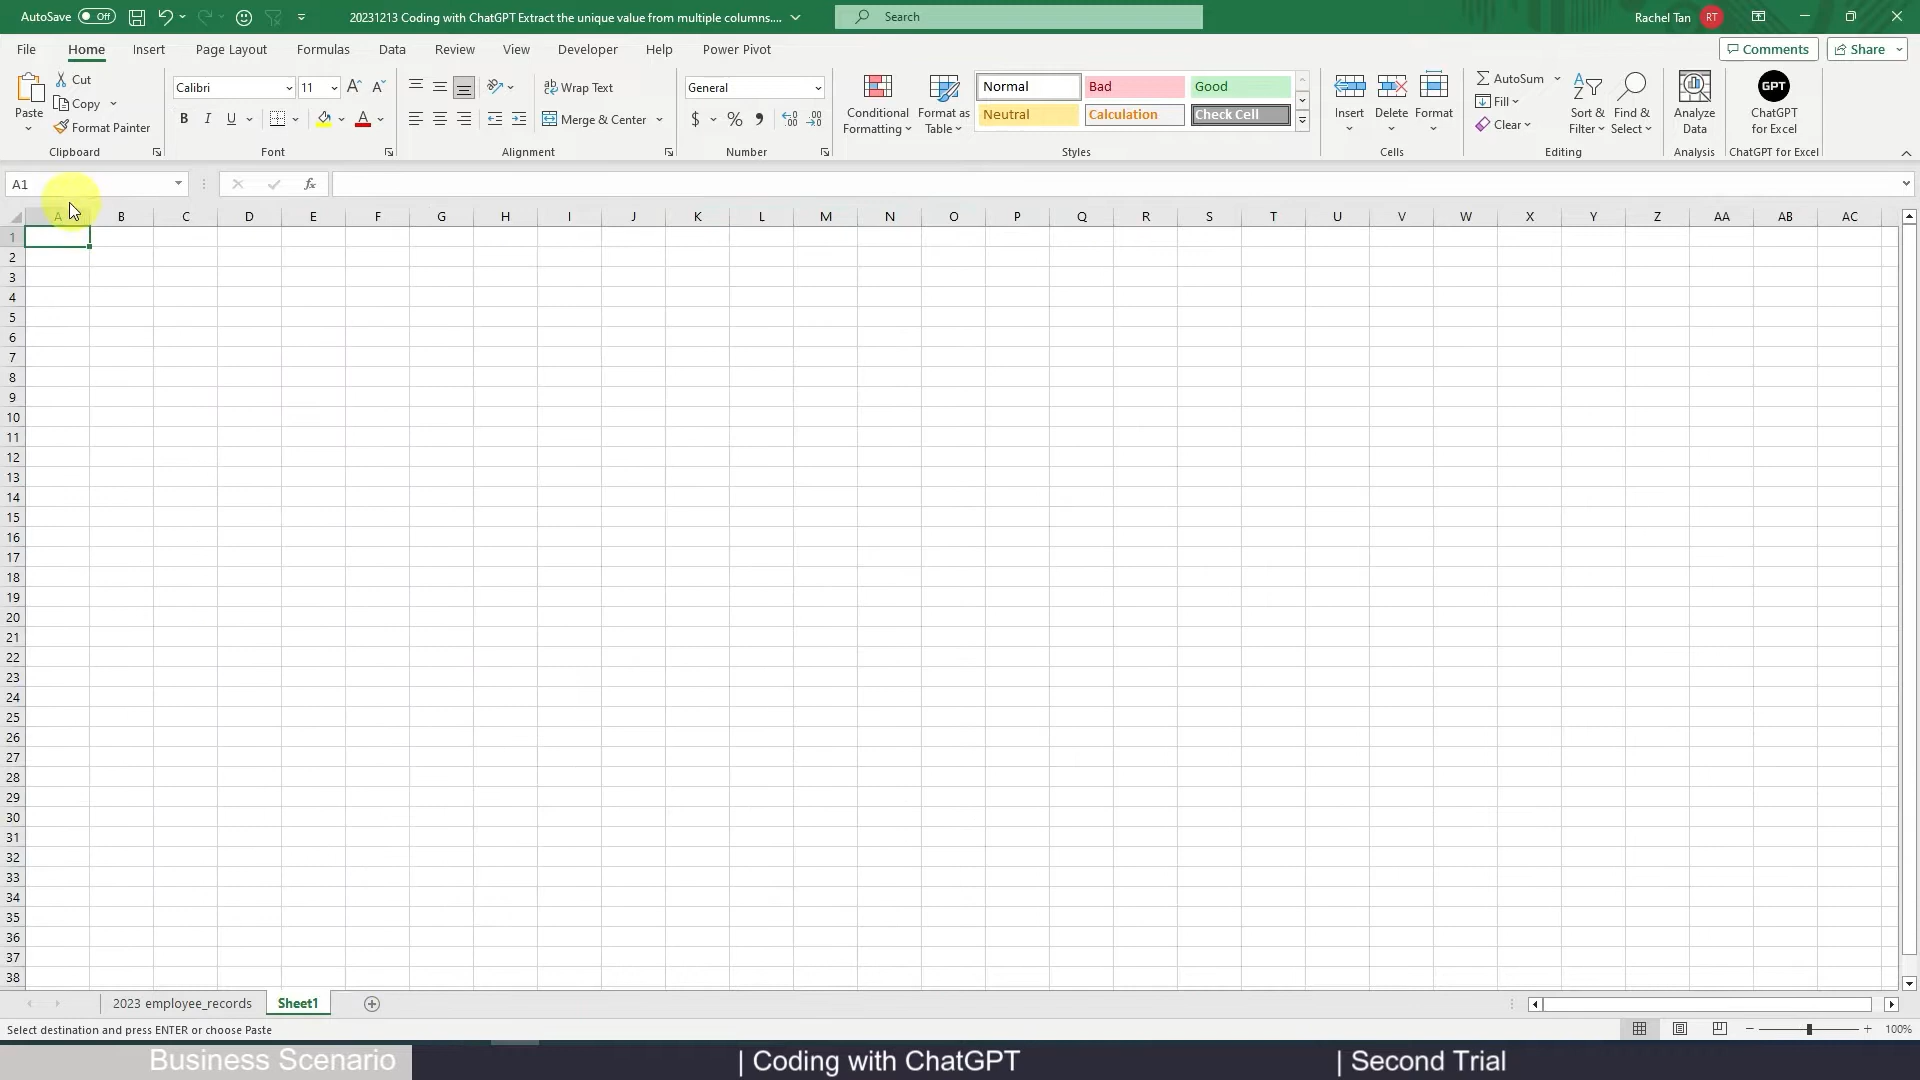 AutoSave Off 20231213 Coding with ChatGPT Extract the unique value from multiple columns.... Search Rachel Tan RT
File Home Insert Page Layout Formulas Data Review View Developer Help Power Pivot Comments Share
Paste Cut Copy Format Painter Clipboard
Calibri 11 B I U A Font
Wrap Text Merge & Center Alignment
General $ % Number
Conditional Formatting Format as Table Normal Bad Good Neutral Calculation Check Cell Styles
Insert Delete Format Cells
AutoSum Fill Clear Sort & Filter Find & Select Editing
Analyze Data Analysis
GPT ChatGPT for Excel ChatGPT for Excel
A1 fx
A B C D E F G H I J K L M N O P Q R S T U V W X Y Z AA AB AC
1
2
3
4
5
6
7
8
9
10
11
12
13
14
15
16
17
18
19
20
21
22
23
24
25
26
27
28
29
30
31
32
33
34
35
36
37
38
2023 employee_records Sheet1
Select destination and press ENTER or choose Paste 100%
Business Scenario | Coding with ChatGPT | Second Trial